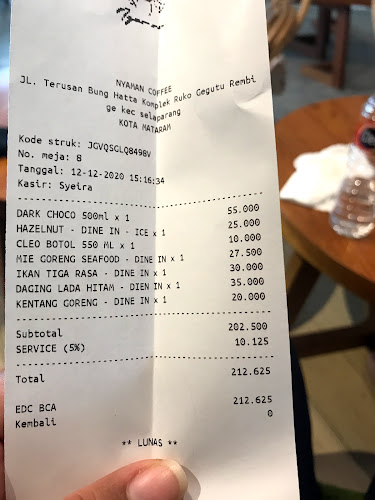 NYAMAN COFFEE
JL. Terusan Bung Hatta Komplek Ruko Gegutu Rembi
ge kec selaparang
KOTA MATARAM
Kode struk: JGVQSGLQ8498V
No. meja: 8
Tanggal: 12-12-2020 15:16:34
Kasir: Syeira
DARK CHOCO 500ml x 1 55.000
HAZELNUT - DINE IN - ICE x 1 25.000
CLEO BOTOL 550 ML x 1 10.000
MIE GORENG SEAFOOD - DINE IN x 1 27.500
IKAN TIGA RASA - DINE IN x 1 30.000
DAGING LADA HITAM - DIEN IN x 1 35.000
KENTANG GORENG - DINE IN x 1 20.000
Subtotal 202.500
SERVICE (5%) 10.125
Total 212.625
EDC BCA 212.625
Kembali 0
** LUNAS **